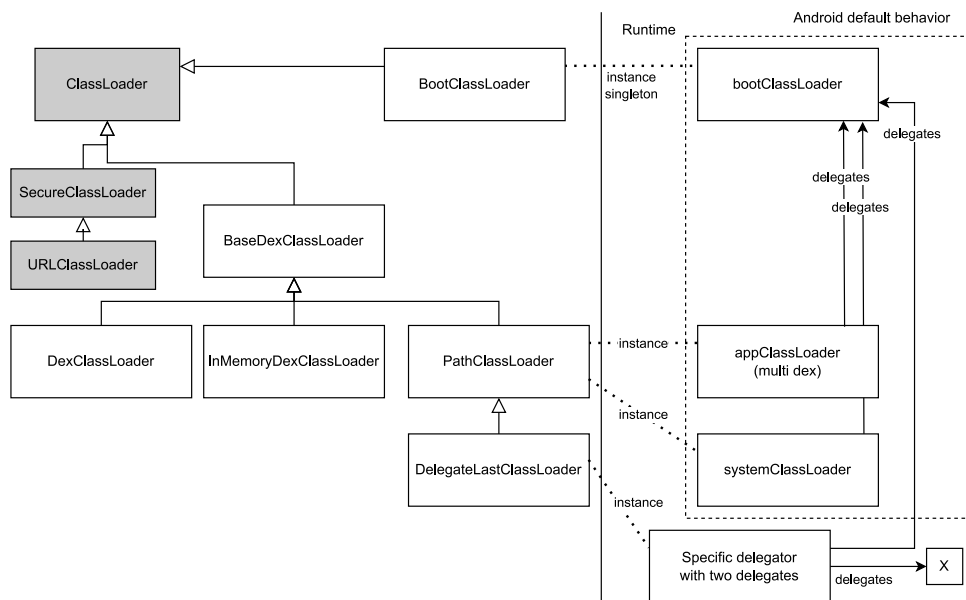 Android default behavior
Runtime
ClassLoader
BootClassLoader
instance
singleton
bootClassLoader
delegates
SecureClassLoader
delegates
delegates
BaseDexClassLoader
URLClassLoader
DexClassLoader
InMemoryDexClassLoader
PathClassLoader
instance
appClassLoader
(multi dex)
instance
DelegateLastClassLoader
systemClassLoader
instance
Specific delegator
with two delegates
delegates
X